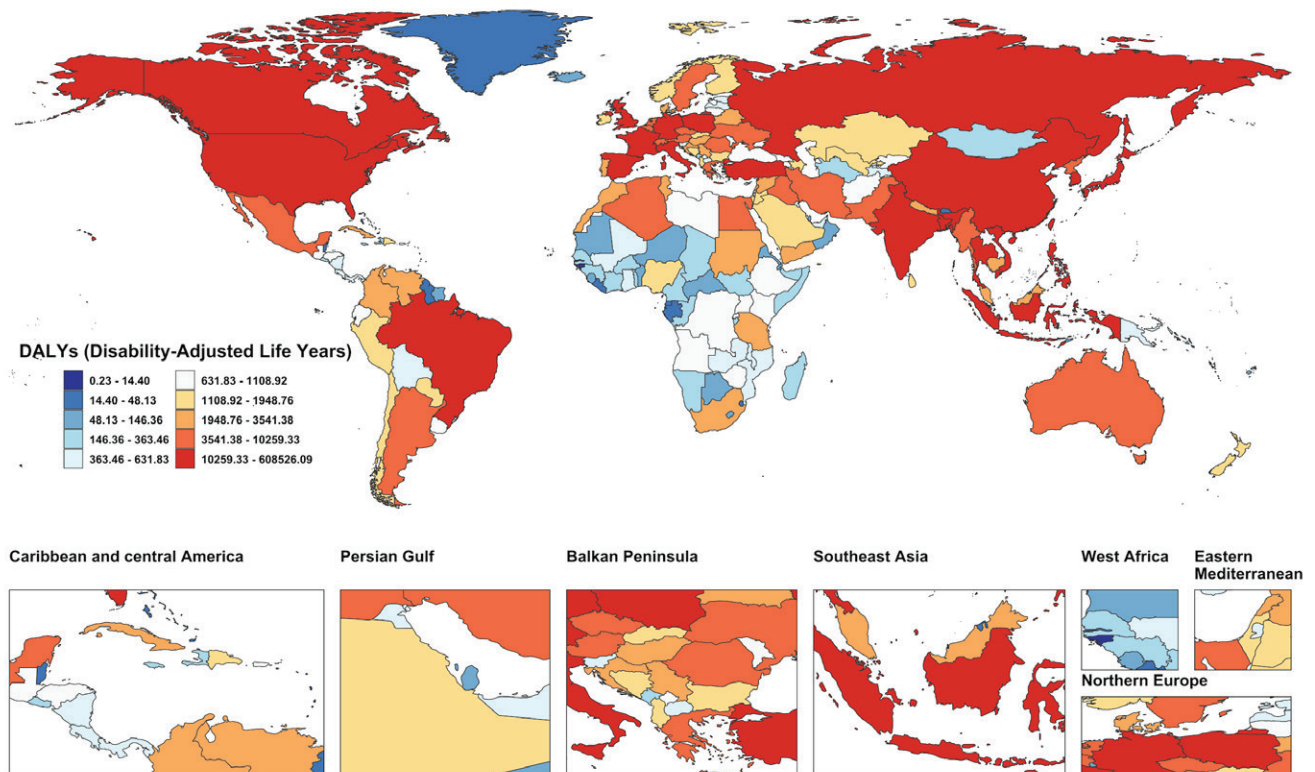 DALYs (Disability-Adjusted Life Years)
0.23 - 14.40
14.40 - 48.13
48.13 - 146.36
146.36 - 363.46
363.46 - 631.83
631.83 - 1108.92
1108.92 - 1948.76
1948.76 - 3541.38
3541.38 - 10259.33
10259.33 - 608526.09
Caribbean and central America
Persian Gulf
Balkan Peninsula
Southeast Asia
West Africa
Eastern
Mediterranean
Northern Europe